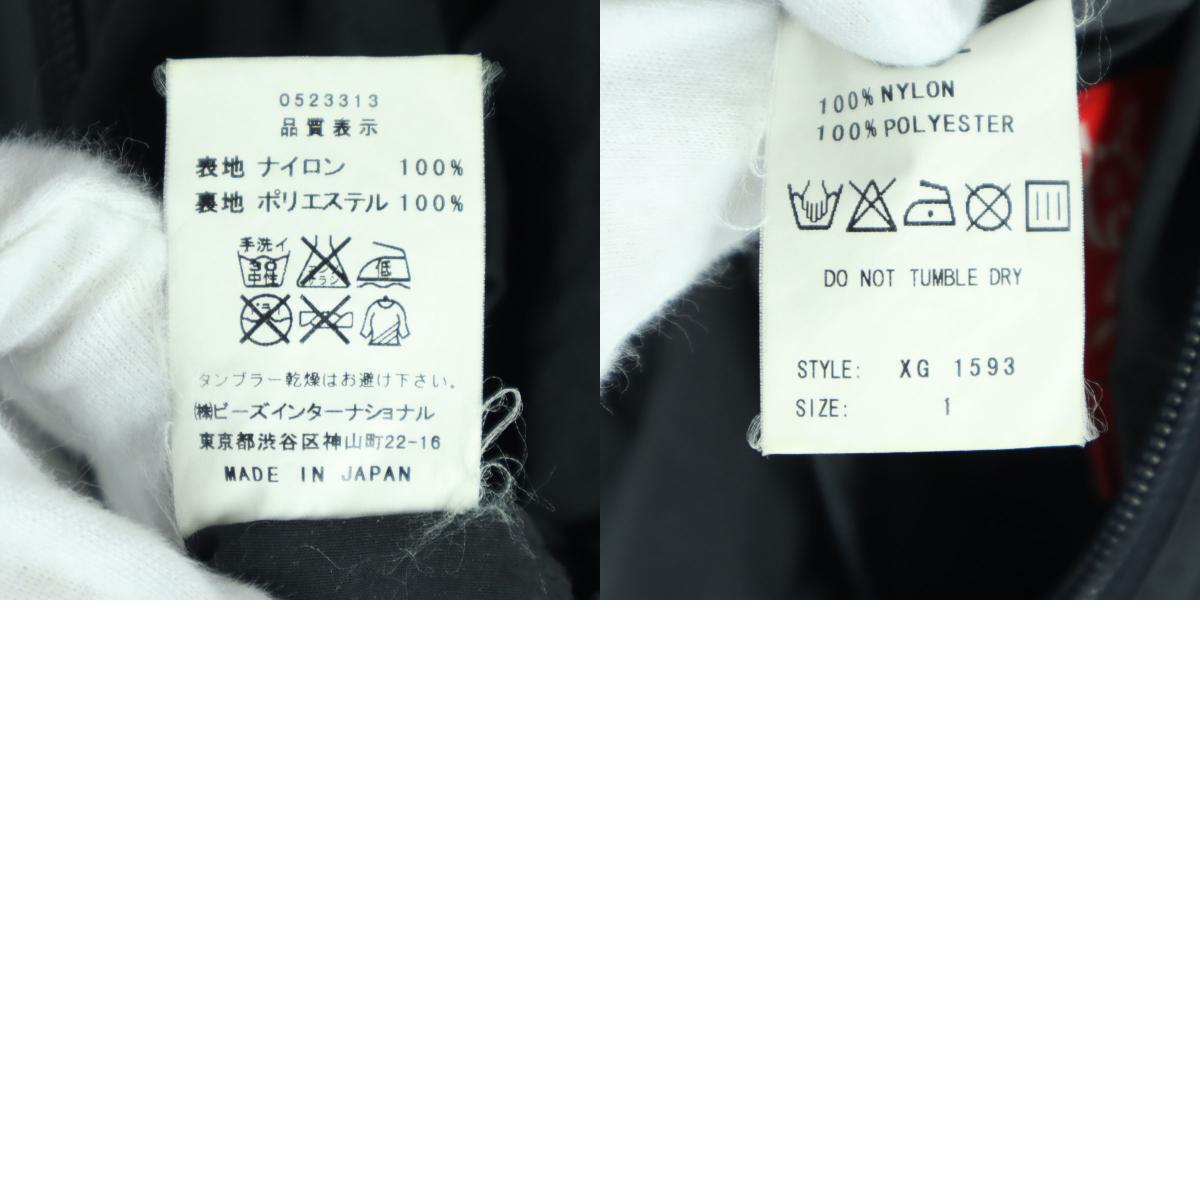 0523313
品質表示
表地 ナイロン 100%
裏地 ポリエステル 100%
手洗イ
中性
低
タンブラー乾燥はお避け下さい。
㈱ビーズインターナショナル
東京都渋谷区神山町22-16
MADE IN JAPAN
100% NYLON
100% POLYESTER
DO NOT TUMBLE DRY
STYLE: XG 1593
SIZE: 1